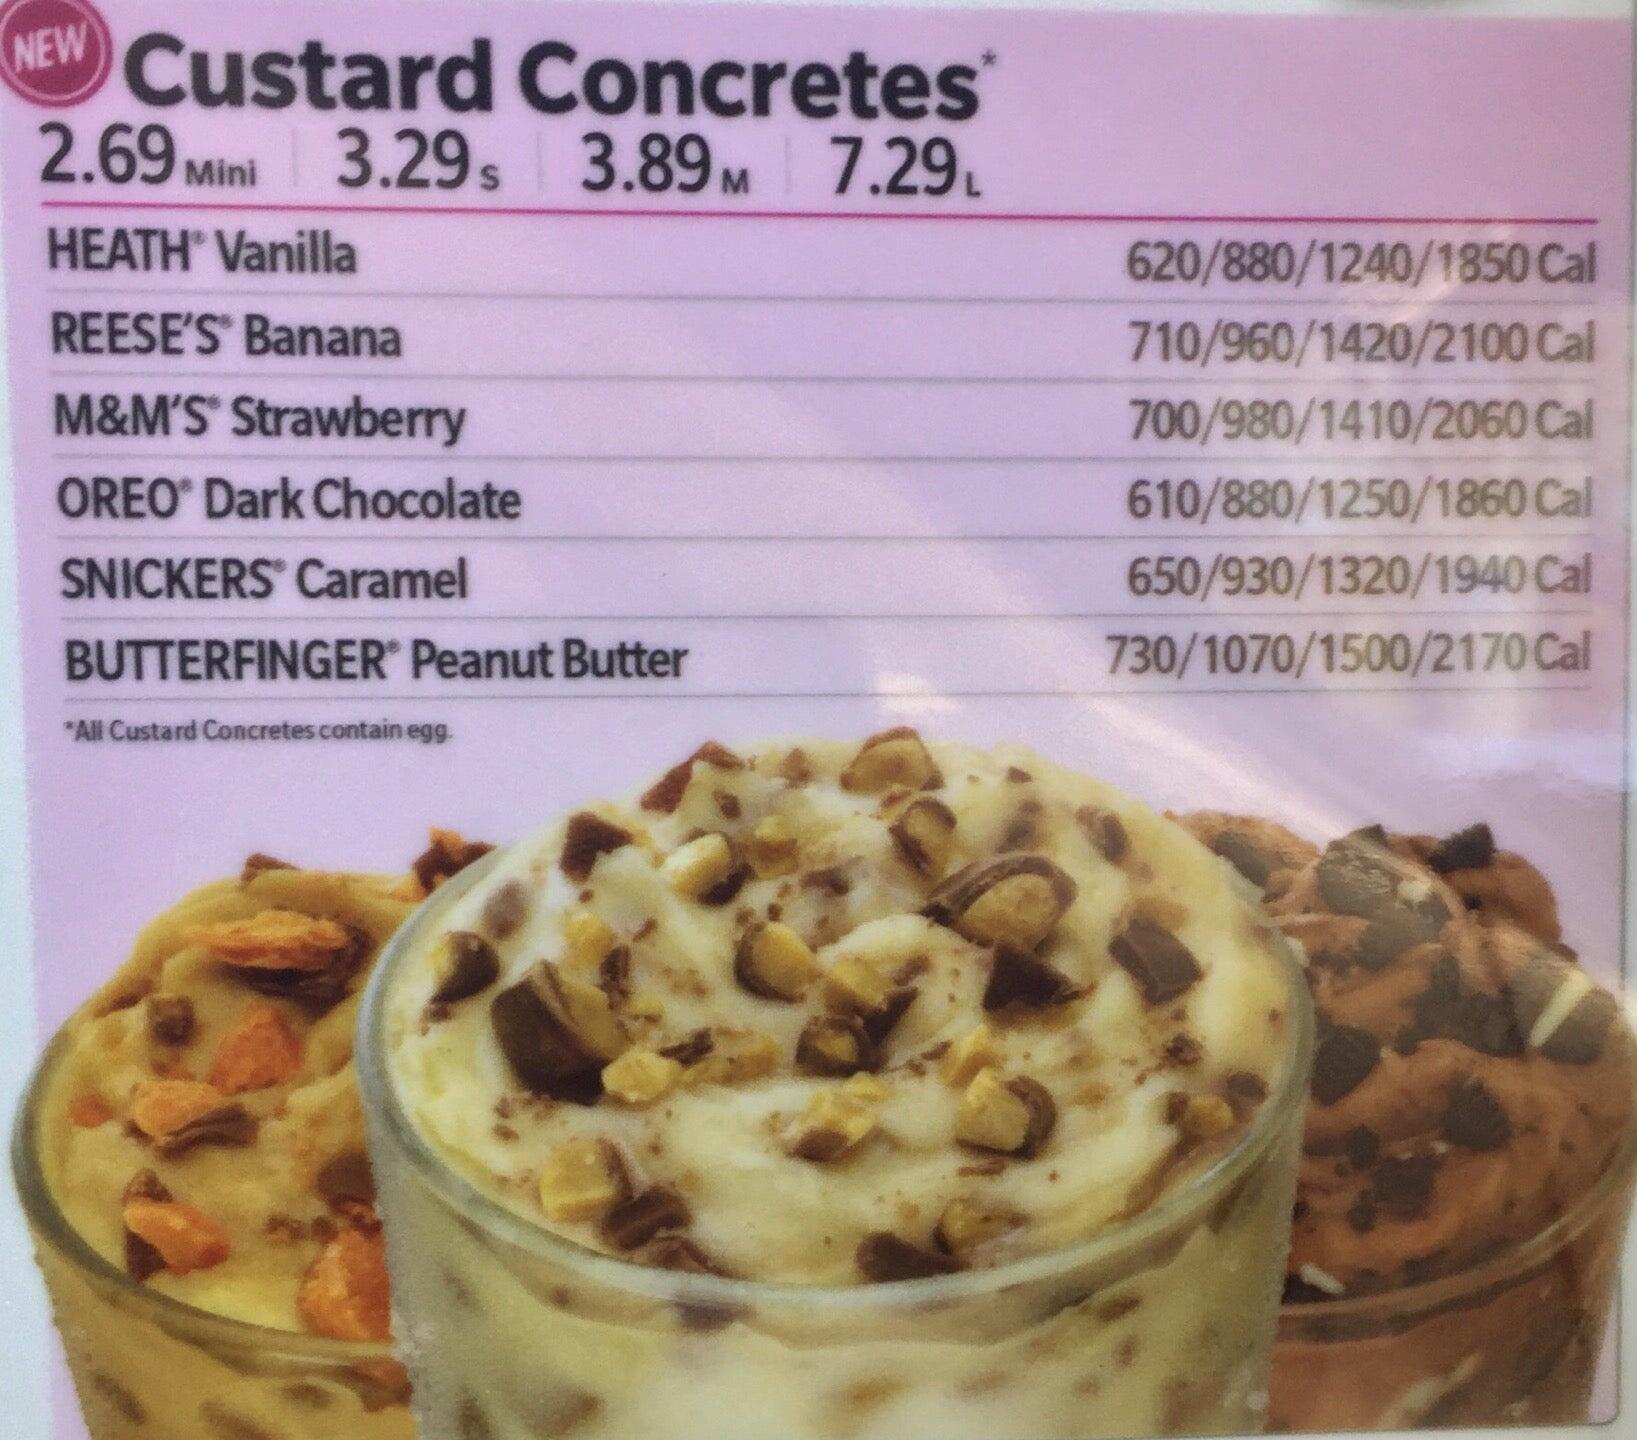 NEW
Custard Concretes*
2.69 Mini | 3.29 S | 3.89 M | 7.29 L
HEATH® Vanilla 620/880/1240/1850 Cal
REESE'S® Banana 710/960/1420/2100 Cal
M&M'S® Strawberry 700/980/1410/2060 Cal
OREO® Dark Chocolate 610/880/1250/1860 Cal
SNICKERS® Caramel 650/930/1320/1940 Cal
BUTTERFINGER® Peanut Butter 730/1070/1500/2170 Cal
*All Custard Concretes contain egg.